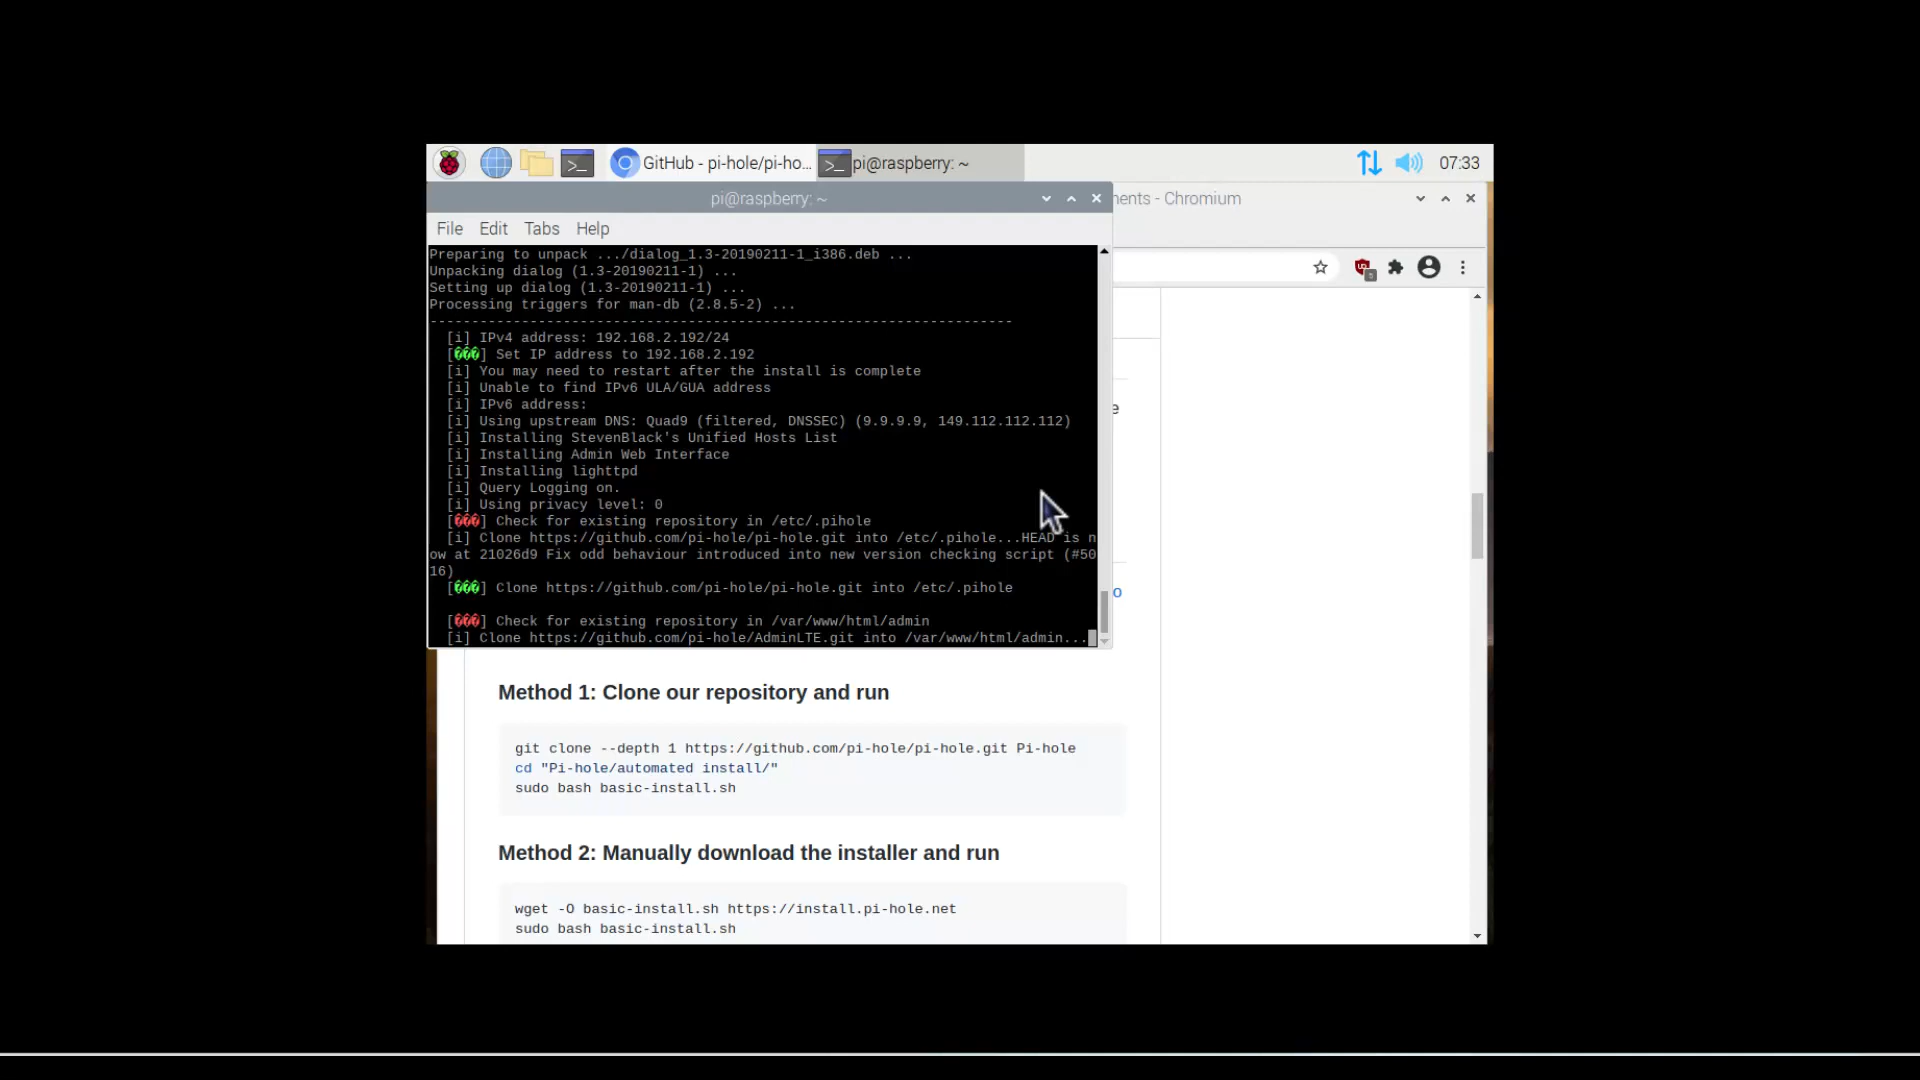 GitHub - pi-hole/pi-ho...
pi@raspberry: ~
07:33
pi@raspberry: ~
ents - Chromium
File Edit Tabs Help
Preparing to unpack .../dialog_1.3-20190211-1_i386.deb ...
Unpacking dialog (1.3-20190211-1) ...
Setting up dialog (1.3-20190211-1) ...
Processing triggers for man-db (2.8.5-2) ...
----------------------------------------------------------------------
[i] IPv4 address: 192.168.2.192/24
[���] Set IP address to 192.168.2.192
[i] You may need to restart after the install is complete
[i] Unable to find IPv6 ULA/GUA address
[i] IPv6 address:
[i] Using upstream DNS: Quad9 (filtered, DNSSEC) (9.9.9.9, 149.112.112.112)
[i] Installing StevenBlack's Unified Hosts List
[i] Installing Admin Web Interface
[i] Installing lighttpd
[i] Query Logging on.
[i] Using privacy level: 0
[���] Check for existing repository in /etc/.pihole
[i] Clone https://github.com/pi-hole/pi-hole.git into /etc/.pihole...HEAD is n
ow at 21026d9 Fix odd behaviour introduced into new version checking script (#50
16)
[���] Clone https://github.com/pi-hole/pi-hole.git into /etc/.pihole
[���] Check for existing repository in /var/www/html/admin
[i] Clone https://github.com/pi-hole/AdminLTE.git into /var/www/html/admin...
e
o
Method 1: Clone our repository and run
git clone --depth 1 https://github.com/pi-hole/pi-hole.git Pi-hole
cd "Pi-hole/automated install/"
sudo bash basic-install.sh
Method 2: Manually download the installer and run
wget -O basic-install.sh https://install.pi-hole.net
sudo bash basic-install.sh